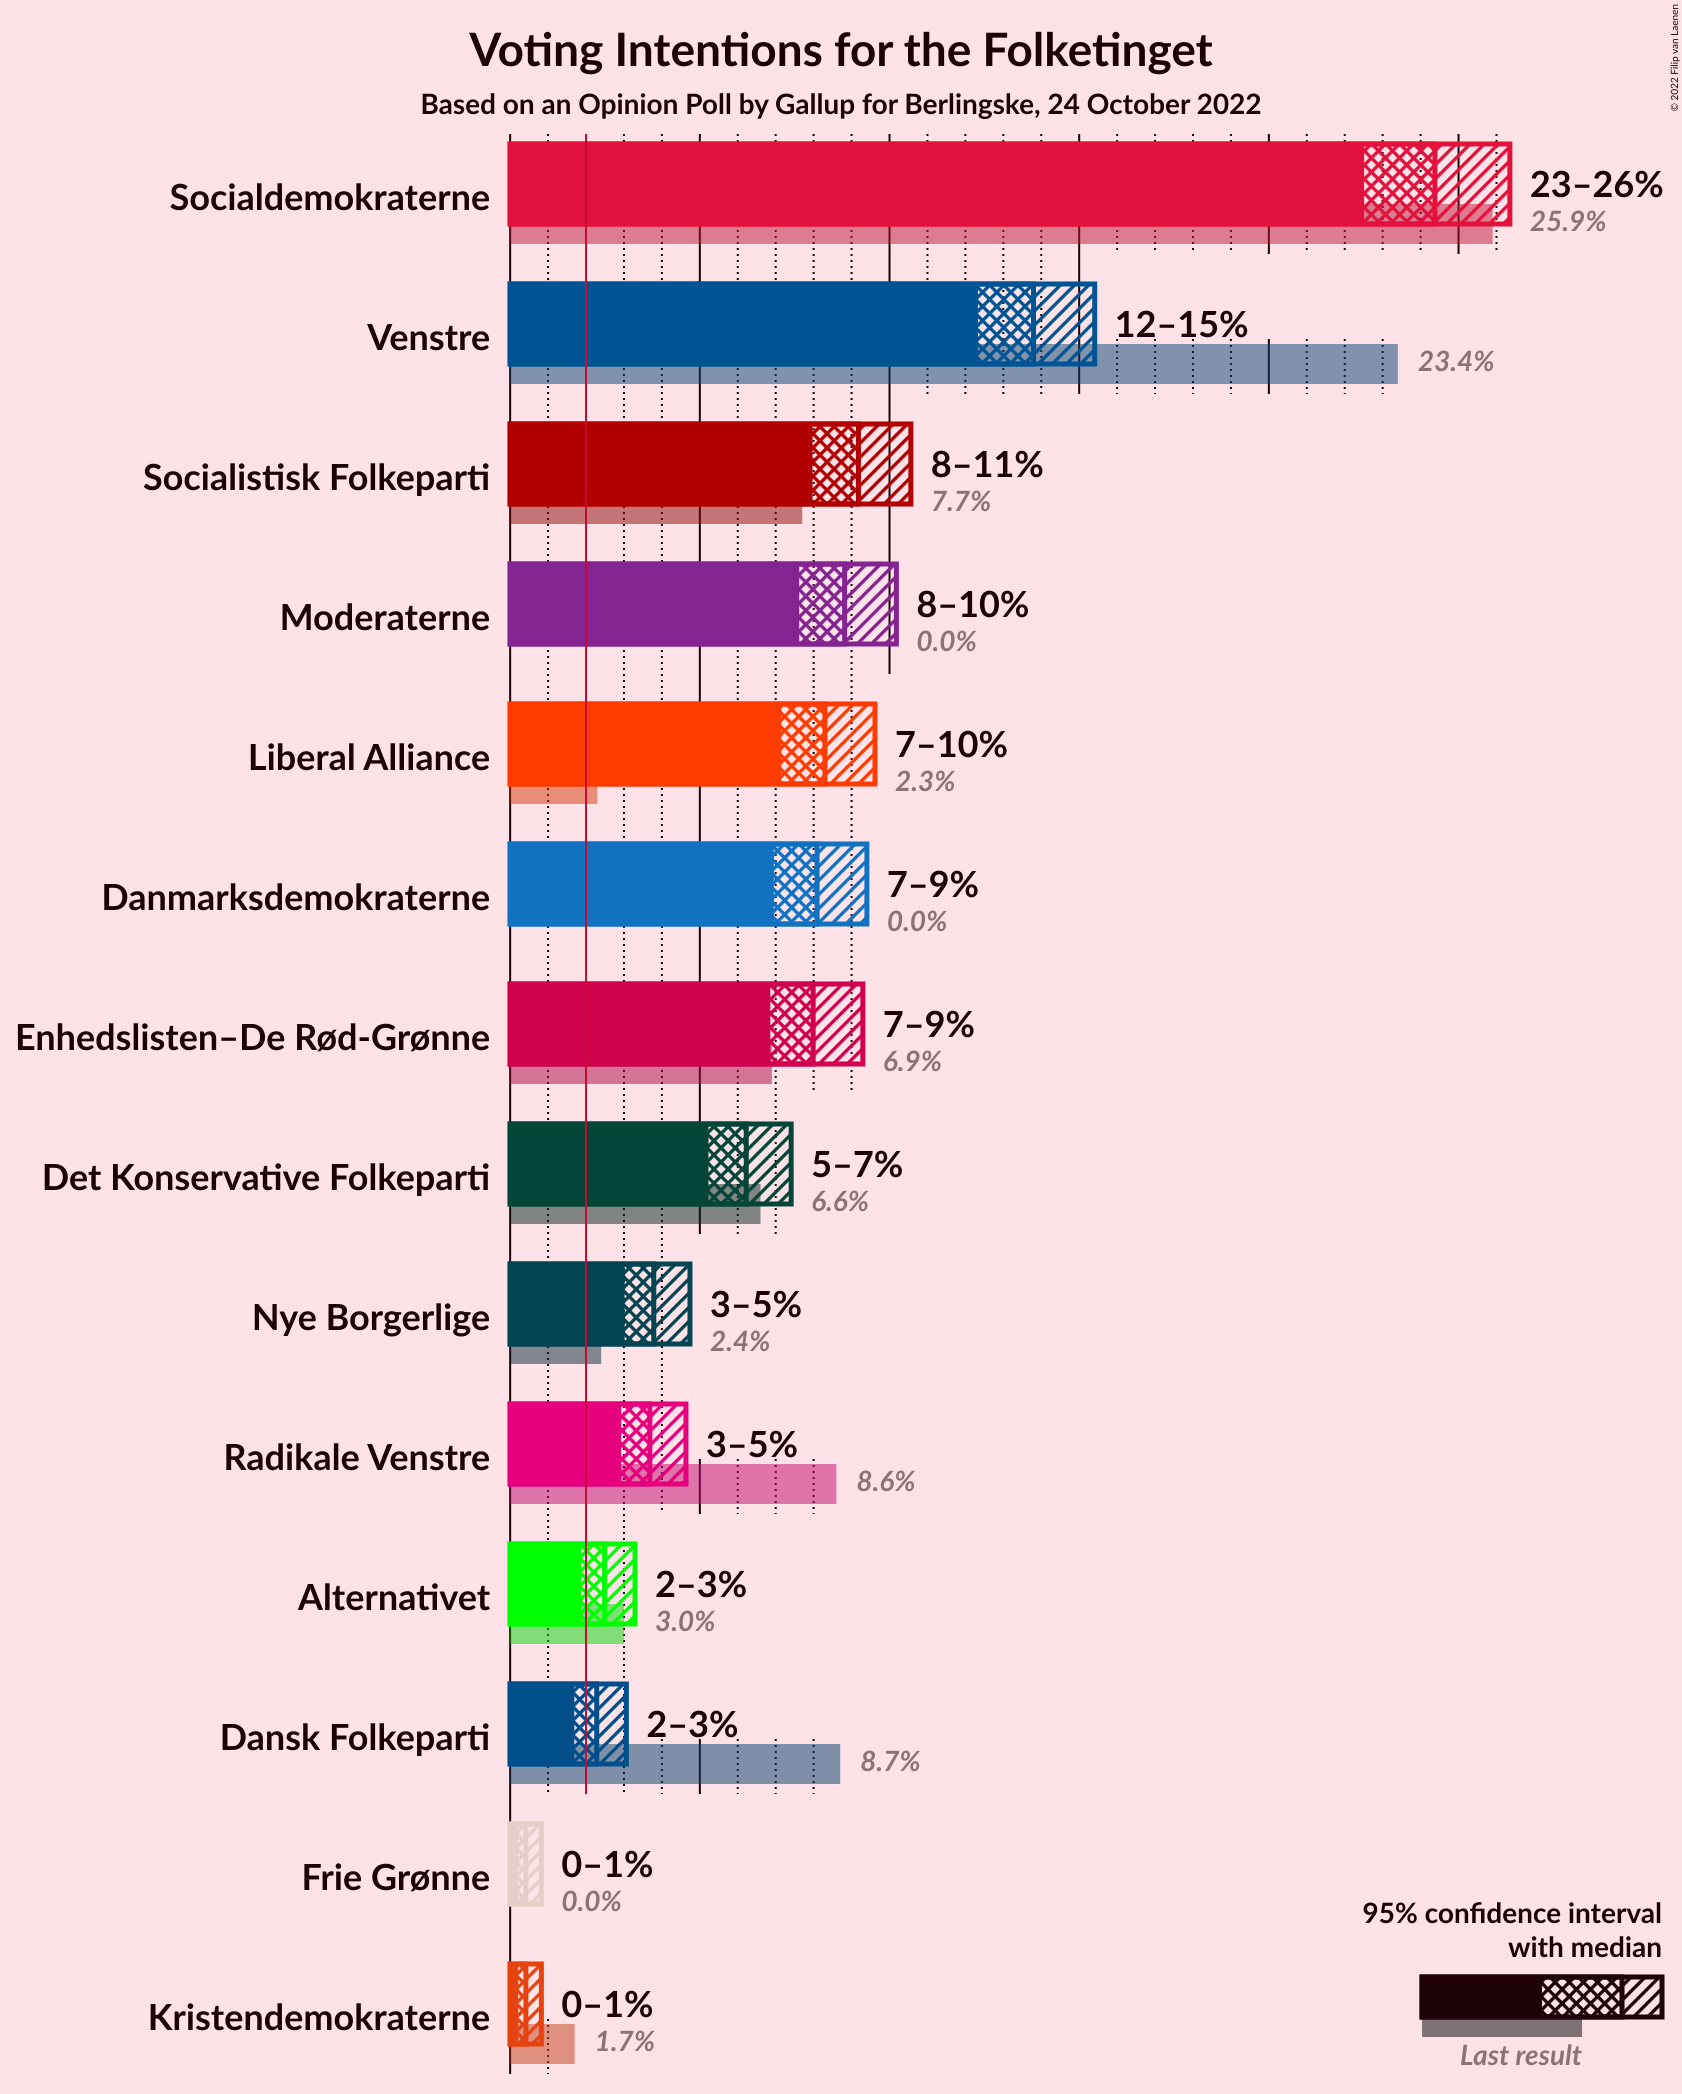 Voting Intentions for the Folketinget
Based on an Opinion Poll by Gallup for Berlingske, 24 October 2022
© 2022 Filip van Laenen
Socialdemokraterne
23–26%
25.9%
Venstre
12–15%
23.4%
Socialistisk Folkeparti
8–11%
7.7%
Moderaterne
8–10%
0.0%
Liberal Alliance
7–10%
2.3%
Danmarksdemokraterne
7–9%
0.0%
Enhedslisten–De Rød-Grønne
7–9%
6.9%
Det Konservative Folkeparti
5–7%
6.6%
Nye Borgerlige
3–5%
2.4%
Radikale Venstre
3–5%
8.6%
Alternativet
2–3%
3.0%
Dansk Folkeparti
2–3%
8.7%
Frie Grønne
0–1%
0.0%
Kristendemokraterne
0–1%
1.7%
95% confidence interval
with median
Last result